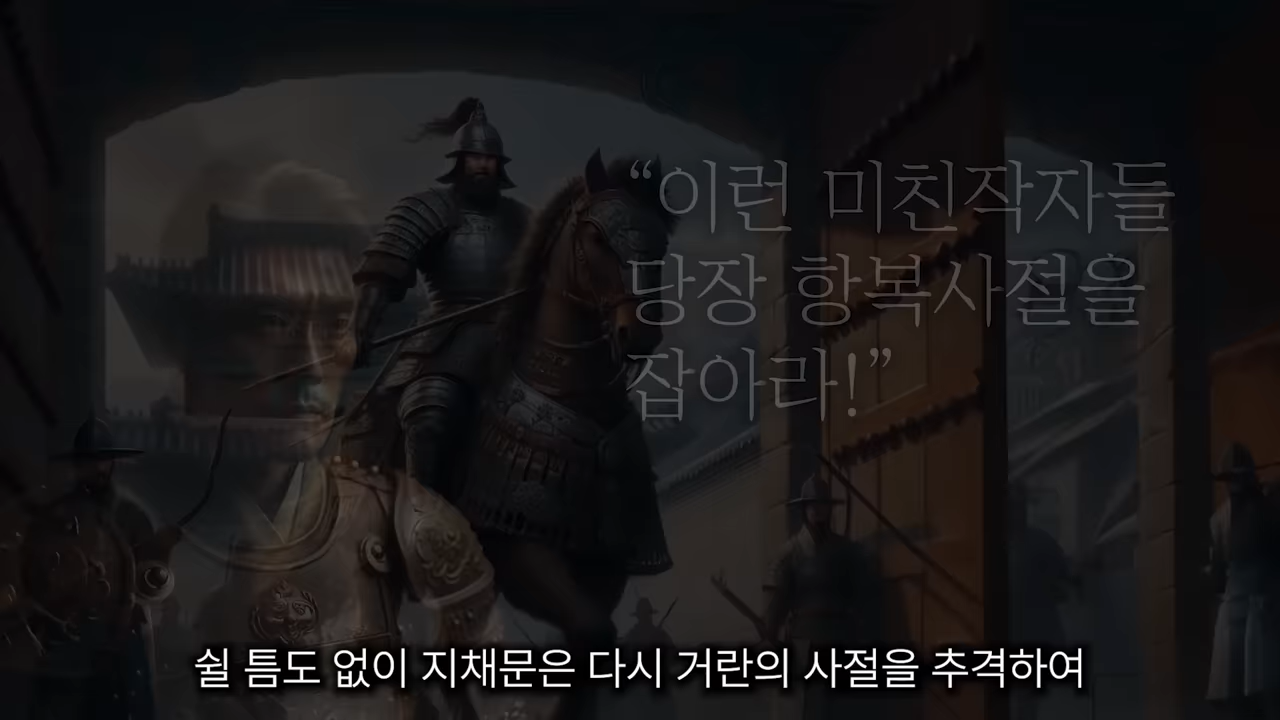 “이런 미친작자들
당장 항복사절을
잡아라!”
쉴 틈도 없이 지채문은 다시 거란의 사절을 추격하여